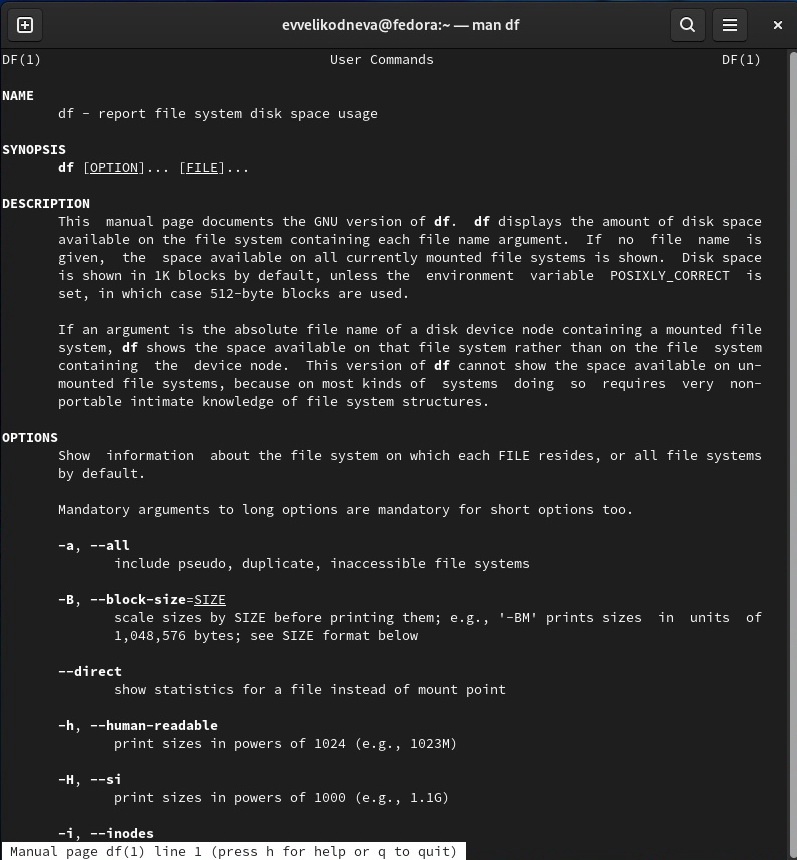 evvelikodneva@fedora:~ — man df
DF(1) User Commands DF(1)
NAME
df - report file system disk space usage
SYNOPSIS
df [OPTION]... [FILE]...
DESCRIPTION
This  manual page documents the GNU version of df.  df displays the amount of disk space
available on the file system containing each file name argument.  If  no  file  name  is
given,  the  space available on all currently mounted file systems is shown.  Disk space
is shown in 1K blocks by default, unless the  environment  variable  POSIXLY_CORRECT  is
set, in which case 512-byte blocks are used.
If an argument is the absolute file name of a disk device node containing a mounted file
system, df shows the space available on that file system rather than on the file  system
containing  the  device node.  This version of df cannot show the space available on un-
mounted file systems, because on most kinds of  systems  doing  so  requires  very  non-
portable intimate knowledge of file system structures.
OPTIONS
Show  information  about the file system on which each FILE resides, or all file systems
by default.
Mandatory arguments to long options are mandatory for short options too.
-a, --all
include pseudo, duplicate, inaccessible file systems
-B, --block-size=SIZE
scale sizes by SIZE before printing them; e.g., '-BM' prints sizes  in  units  of
1,048,576 bytes; see SIZE format below
--direct
show statistics for a file instead of mount point
-h, --human-readable
print sizes in powers of 1024 (e.g., 1023M)
-H, --si
print sizes in powers of 1000 (e.g., 1.1G)
-i, --inodes
Manual page df(1) line 1 (press h for help or q to quit)